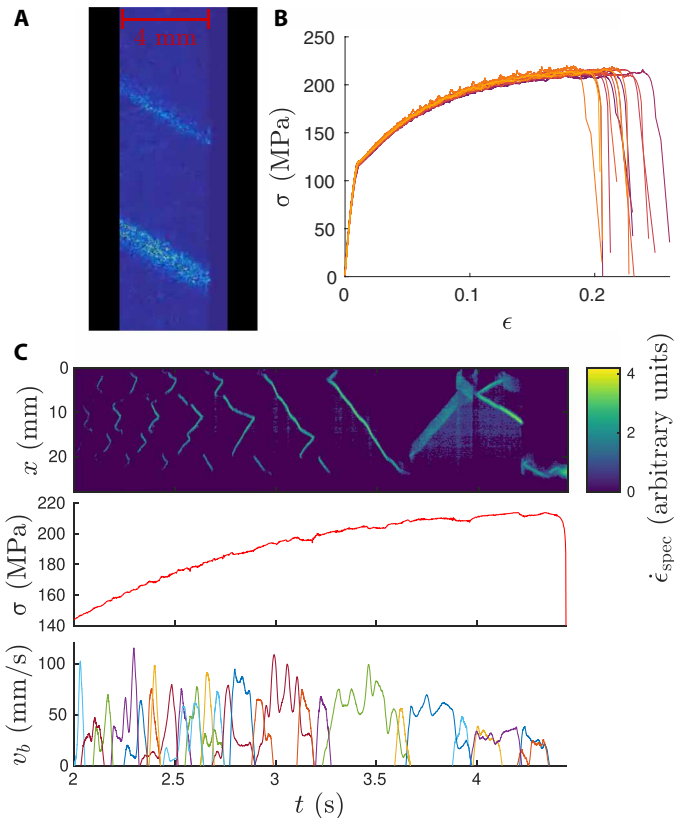 A
4 mm
B
250
200
150
100
50
0
σ (MPa)
0
0.1
0.2
ϵ
C
0
10
20
x (mm)
4
2
0
ϵ̇spec (arbitrary units)
220
200
180
160
140
σ (MPa)
100
50
0
vb (mm/s)
2
2.5
3
3.5
4
t (s)